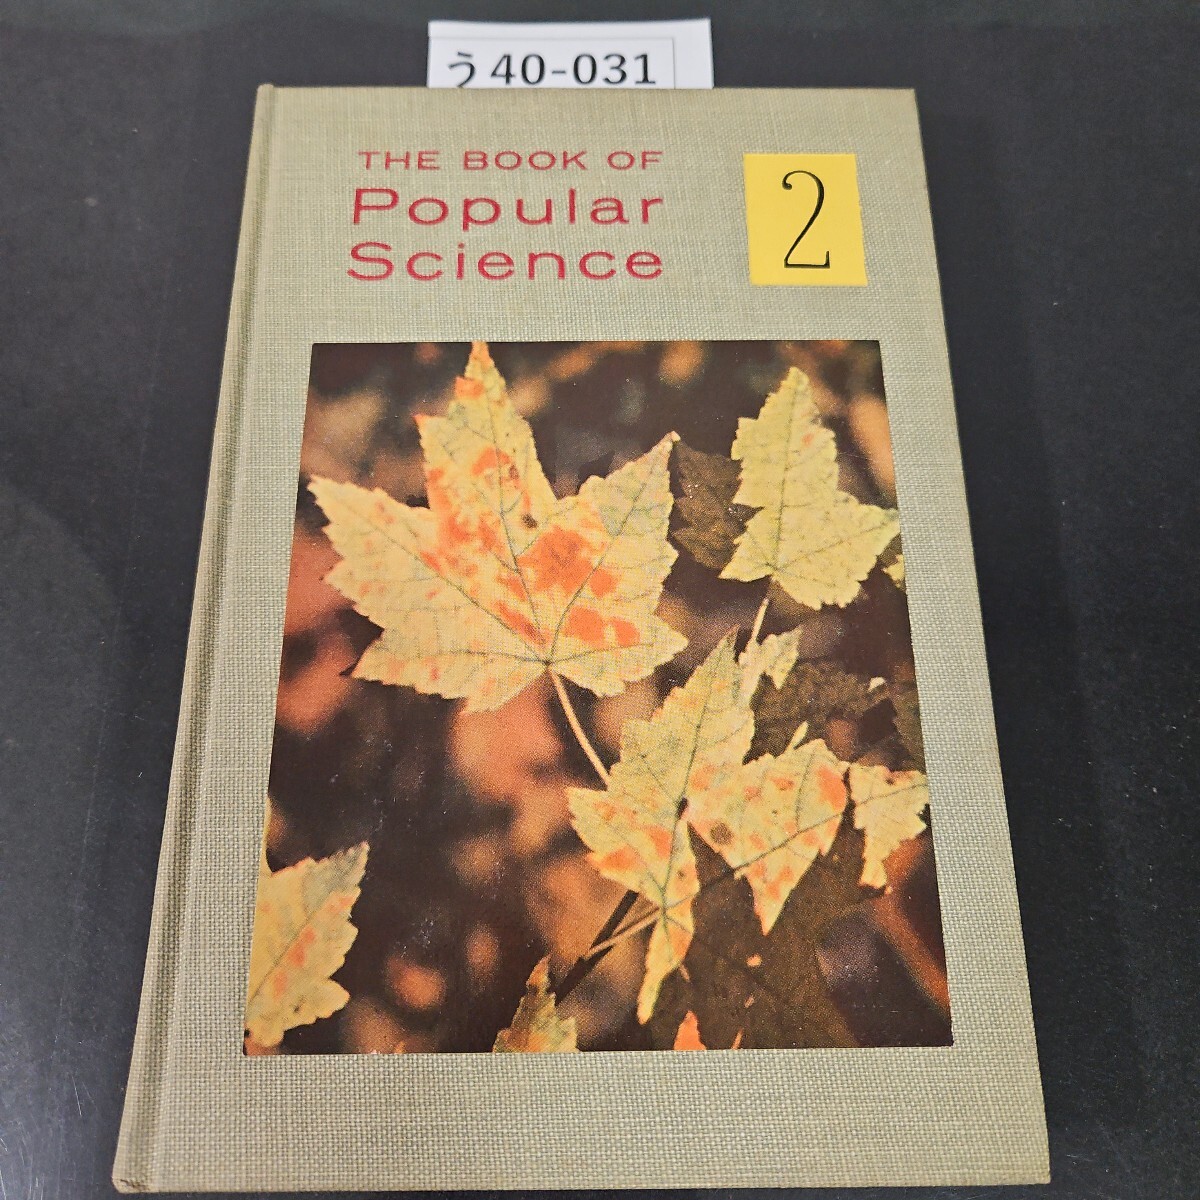 う40-031
THE BOOK OF
Popular
Science
2